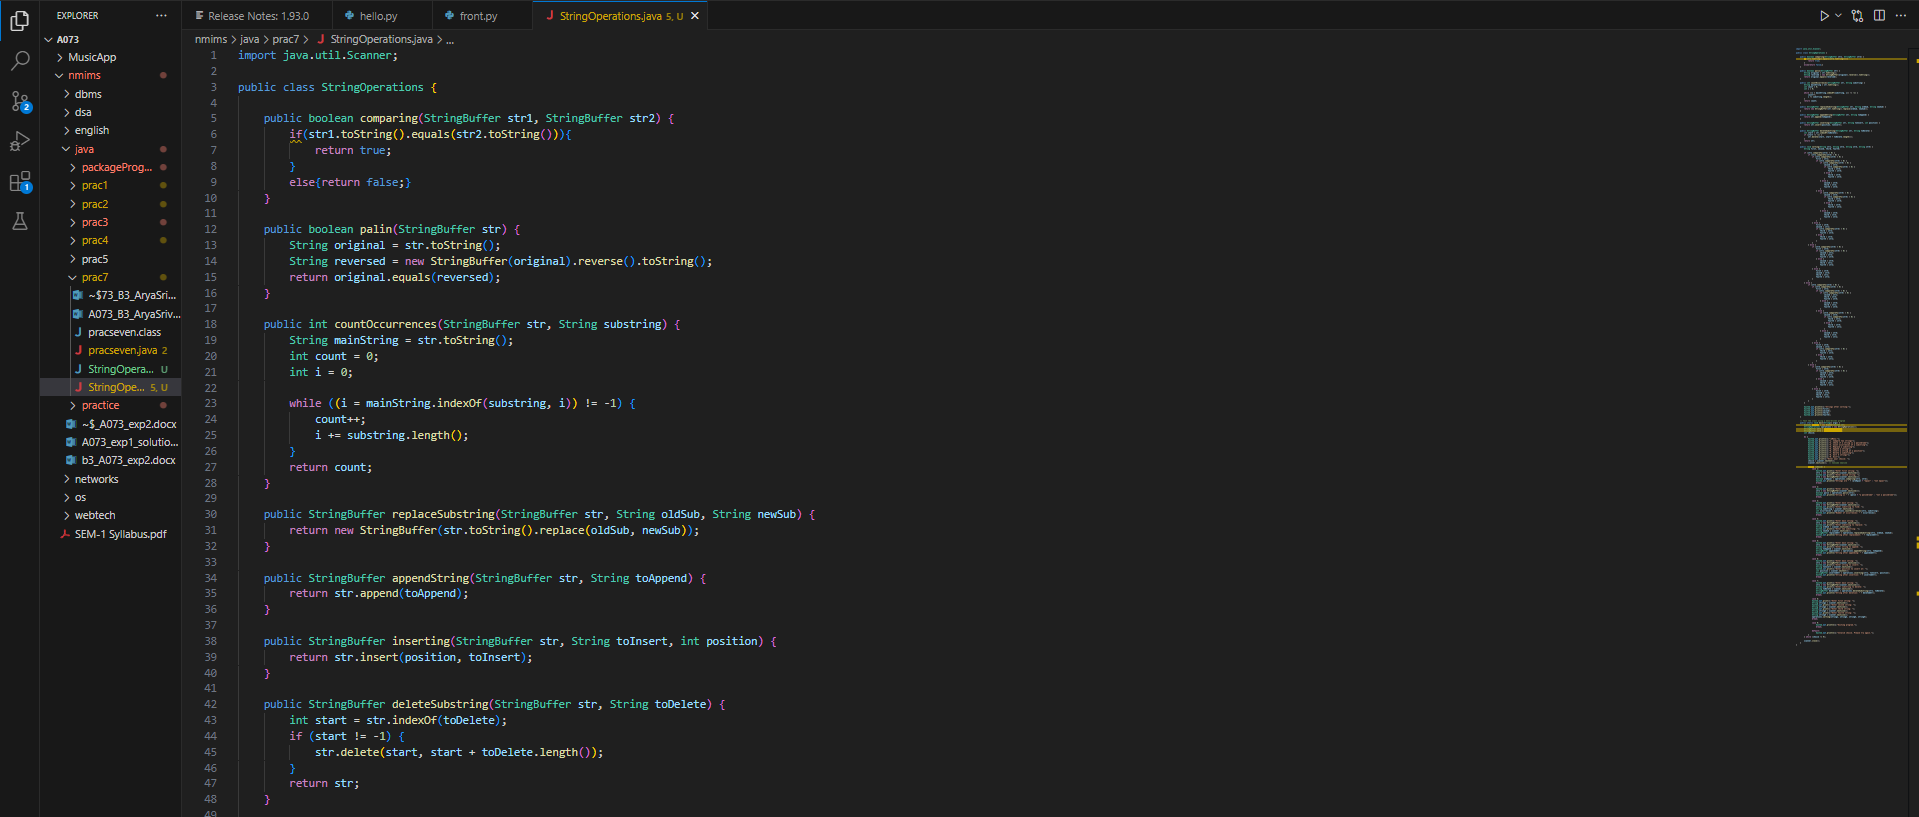 EXPLORER
Release Notes: 1.93.0
hello.py
front.py
StringOperations.java 5, U
A073
MusicApp
nmims
dbms
dsa
english
java
packageProg...
prac1
prac2
prac3
prac4
prac5
prac7
~$73_B3_AryaSri...
A073_B3_AryaSriv...
pracseven.class
pracseven.java 2
StringOpera... U
StringOpe... 5, U
practice
~$_A073_exp2.docx
A073_exp1_solutio...
b3_A073_exp2.docx
networks
os
webtech
SEM-1 Syllabus.pdf
2
1
nmims > java > prac7 > StringOperations.java > ...
1 import java.util.Scanner;
2
3 public class StringOperations {
4
5 public boolean comparing(StringBuffer str1, StringBuffer str2) {
6 if(str1.toString().equals(str2.toString())){
7 return true;
8 }
9 else{return false;}
10 }
11
12 public boolean palin(StringBuffer str) {
13 String original = str.toString();
14 String reversed = new StringBuffer(original).reverse().toString();
15 return original.equals(reversed);
16 }
17
18 public int countOccurrences(StringBuffer str, String substring) {
19 String mainString = str.toString();
20 int count = 0;
21 int i = 0;
22
23 while ((i = mainString.indexOf(substring, i)) != -1) {
24 count++;
25 i += substring.length();
26 }
27 return count;
28 }
29
30 public StringBuffer replaceSubstring(StringBuffer str, String oldSub, String newSub) {
31 return new StringBuffer(str.toString().replace(oldSub, newSub));
32 }
33
34 public StringBuffer appendString(StringBuffer str, String toAppend) {
35 return str.append(toAppend);
36 }
37
38 public StringBuffer inserting(StringBuffer str, String toInsert, int position) {
39 return str.insert(position, toInsert);
40 }
41
42 public StringBuffer deleteSubstring(StringBuffer str, String toDelete) {
43 int start = str.indexOf(toDelete);
44 if (start != -1) {
45 str.delete(start, start + toDelete.length());
46 }
47 return str;
48 }
49